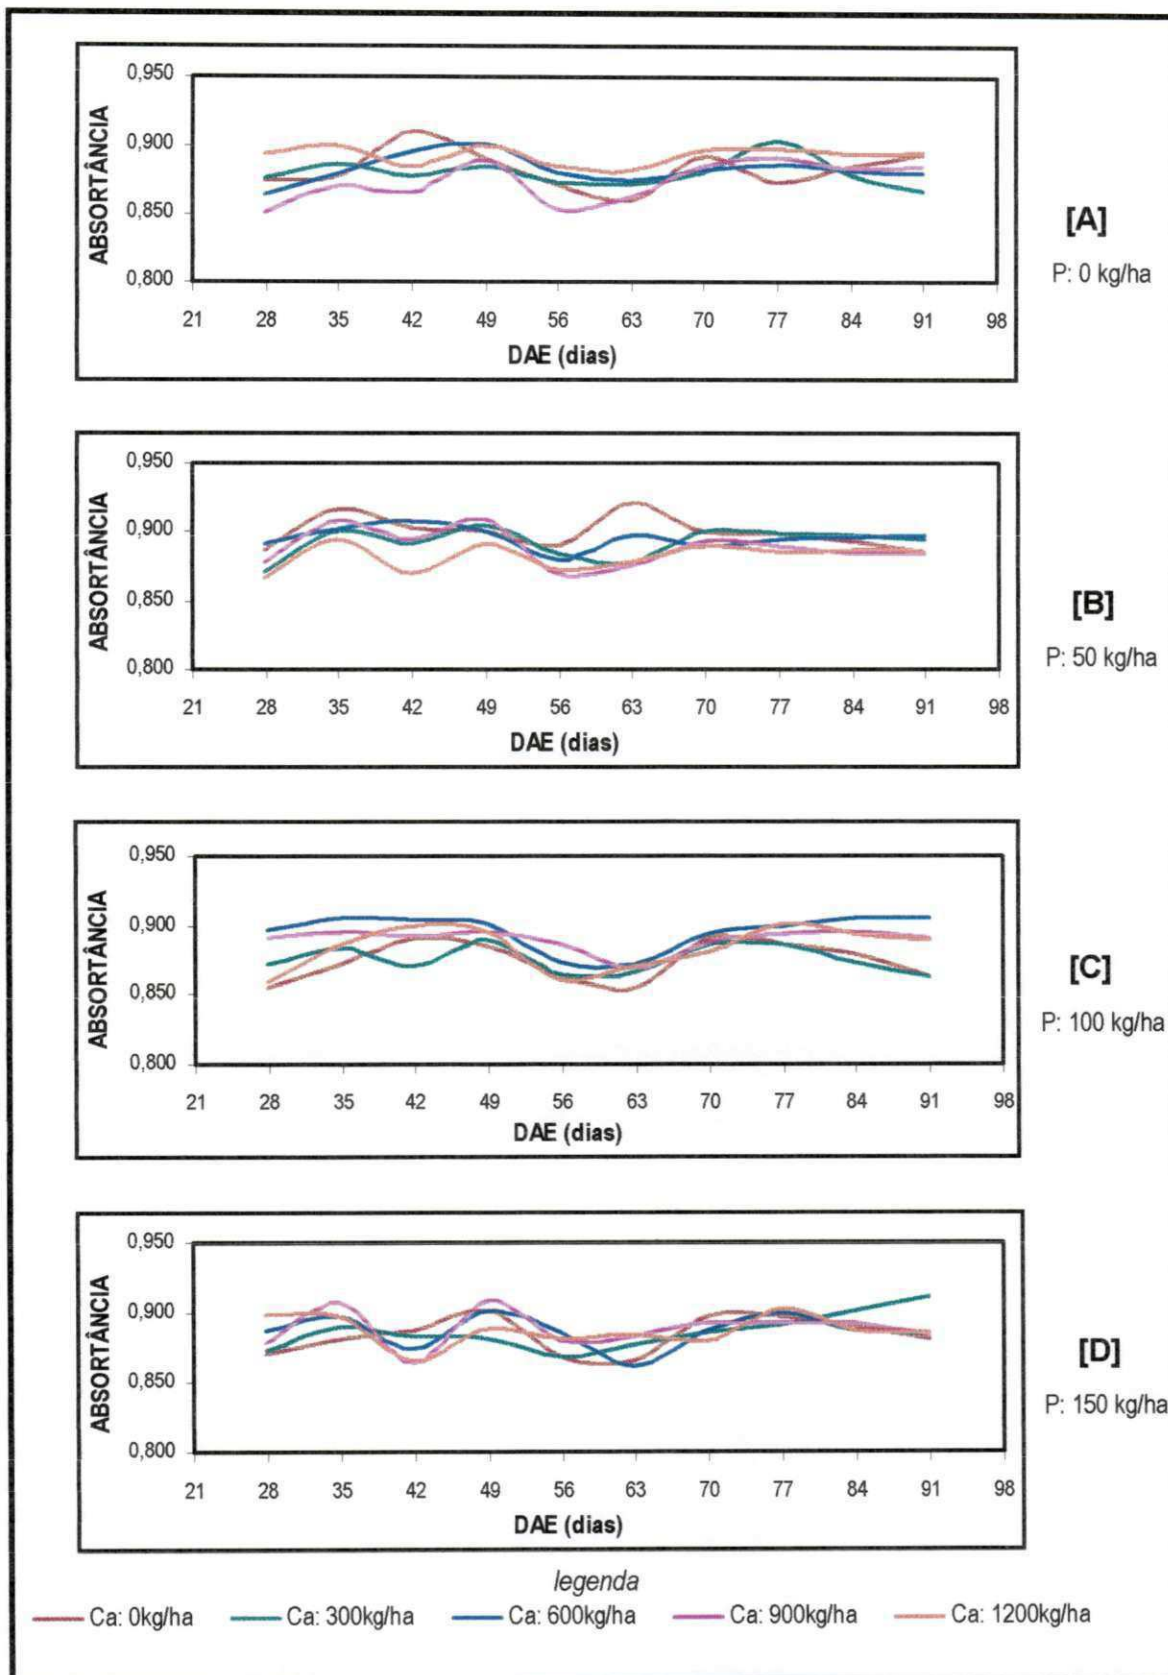 ABSORTÂNCIA
0,950
0,900
0,850
0,800
21 28 35 42 49 56 63 70 77 84 91 98
DAE (dias)
[A]
P: 0 kg/ha
ABSORTÂNCIA
0,950
0,900
0,850
0,800
21 28 35 42 49 56 63 70 77 84 91 98
DAE (dias)
[B]
P: 50 kg/ha
ABSORTÂNCIA
0,950
0,900
0,850
0,800
21 28 35 42 49 56 63 70 77 84 91 98
DAE (dias)
[C]
P: 100 kg/ha
ABSORTÂNCIA
0,950
0,900
0,850
0,800
21 28 35 42 49 56 63 70 77 84 91 98
DAE (dias)
[D]
P: 150 kg/ha
legenda
Ca: 0kg/ha Ca: 300kg/ha Ca: 600kg/ha Ca: 900kg/ha Ca: 1200kg/ha